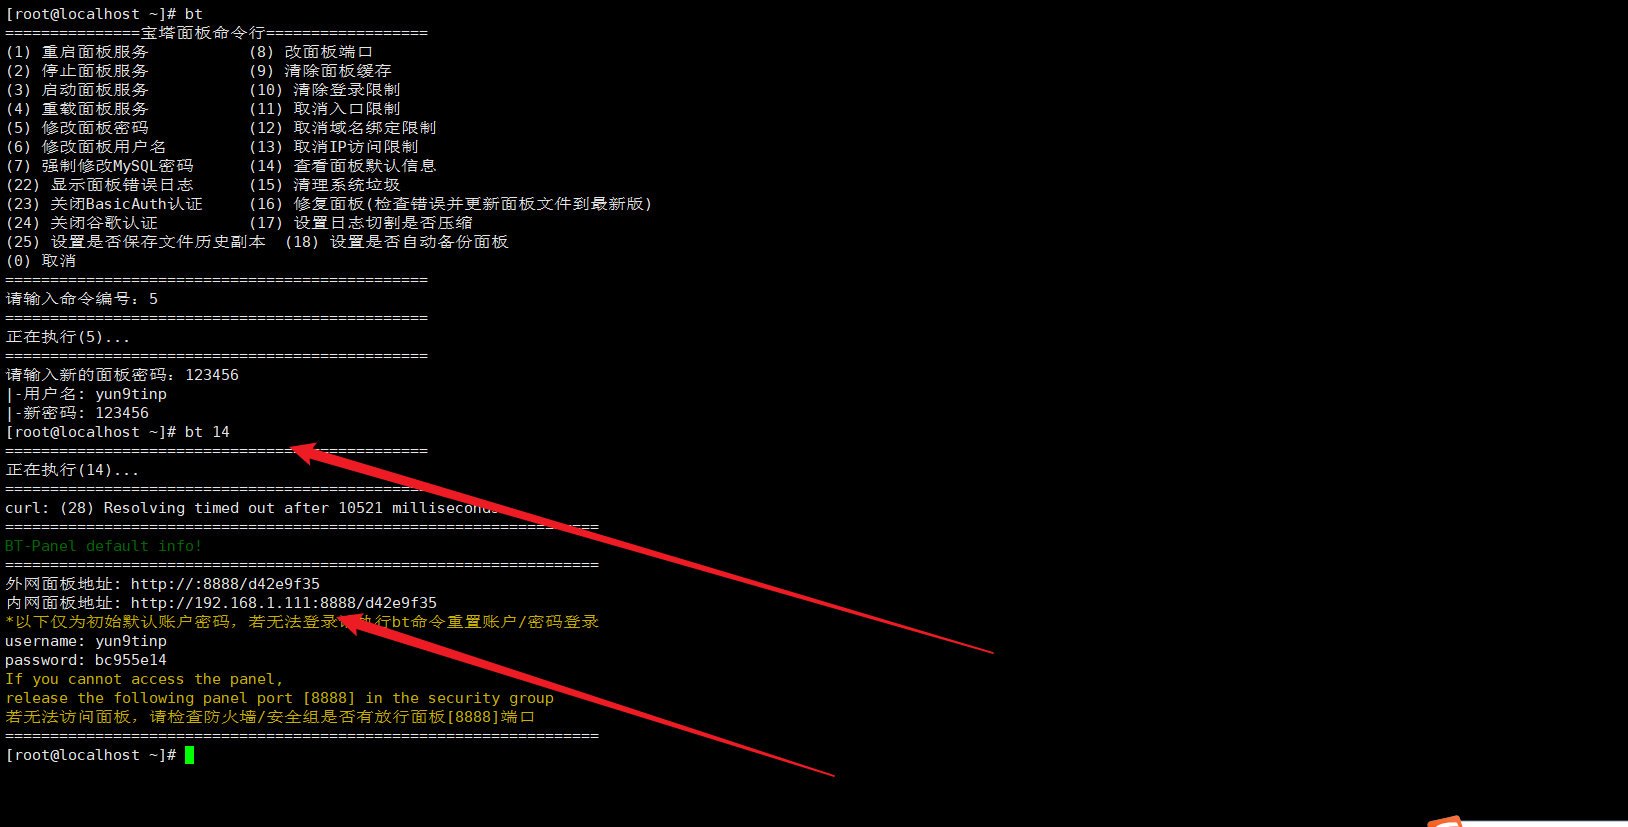 [root@localhost ~]# bt
===============宝塔面板命令行==================
(1) 重启面板服务           (8) 改面板端口
(2) 停止面板服务           (9) 清除面板缓存
(3) 启动面板服务           (10) 清除登录限制
(4) 重载面板服务           (11) 取消入口限制
(5) 修改面板密码           (12) 取消域名绑定限制
(6) 修改面板用户名         (13) 取消IP访问限制
(7) 强制修改MySQL密码      (14) 查看面板默认信息
(22) 显示面板错误日志      (15) 清理系统垃圾
(23) 关闭BasicAuth认证     (16) 修复面板(检查错误并更新面板文件到最新版)
(24) 关闭谷歌认证          (17) 设置日志切割是否压缩
(25) 设置是否保存文件历史副本  (18) 设置是否自动备份面板
(0) 取消
===============================================
请输入命令编号：5
===============================================
正在执行(5)...
===============================================
请输入新的面板密码：123456
|-用户名: yun9tinp
|-新密码: 123456
[root@localhost ~]# bt 14
===============================================
正在执行(14)...
===============================================
curl: (28) Resolving timed out after 10521 milliseconds
==================================================================
BT-Panel default info!
==================================================================
外网面板地址: http://:8888/d42e9f35
内网面板地址: http://192.168.1.111:8888/d42e9f35
*以下仅为初始默认账户密码，若无法登录 执行bt命令重置账户/密码登录
username: yun9tinp
password: bc955e14
If you cannot access the panel,
release the following panel port [8888] in the security group
若无法访问面板，请检查防火墙/安全组是否有放行面板[8888]端口
==================================================================
[root@localhost ~]#